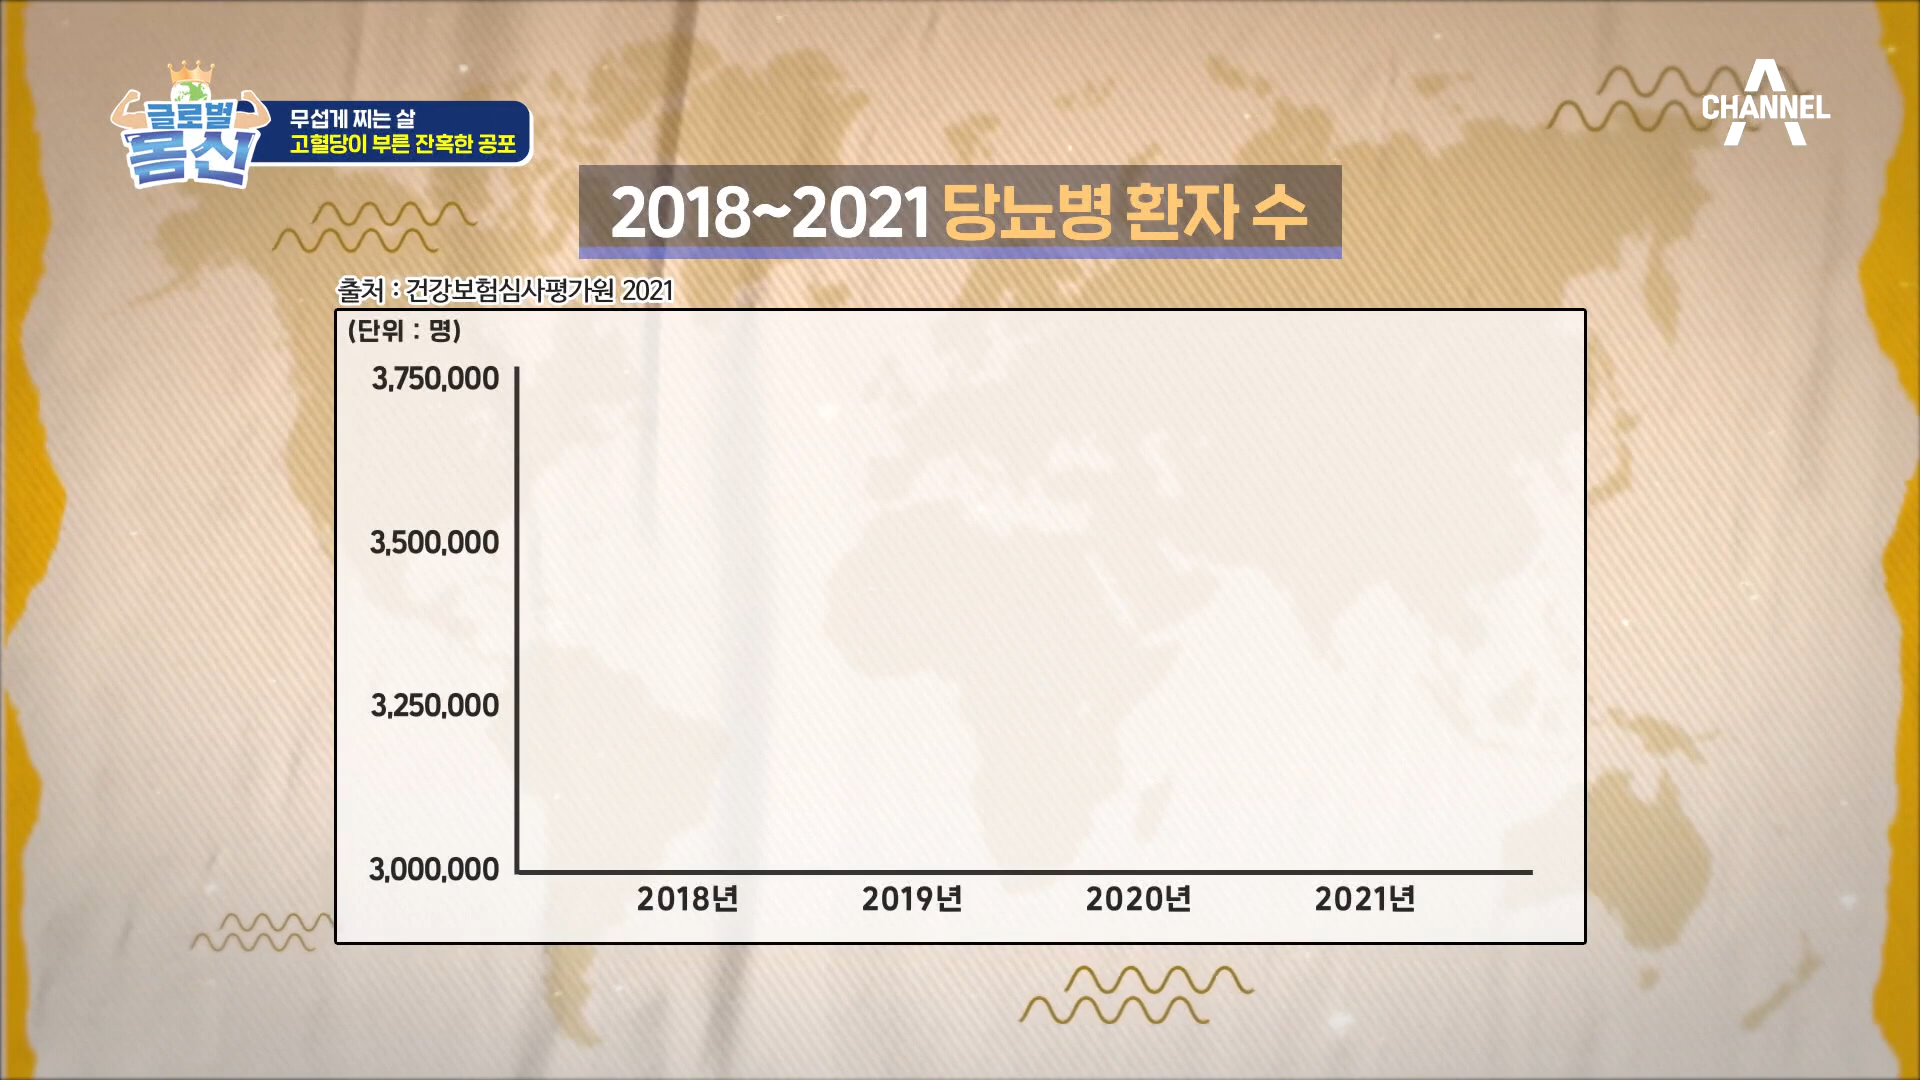 글로벌
몸신
무섭게 찌는 살
고혈당이 부른 잔혹한 공포
CHANNEL A
2018~2021 당뇨병 환자 수
출처 : 건강보험심사평가원 2021
(단위 : 명)
3,750,000
3,500,000
3,250,000
3,000,000
2018년 2019년 2020년 2021년